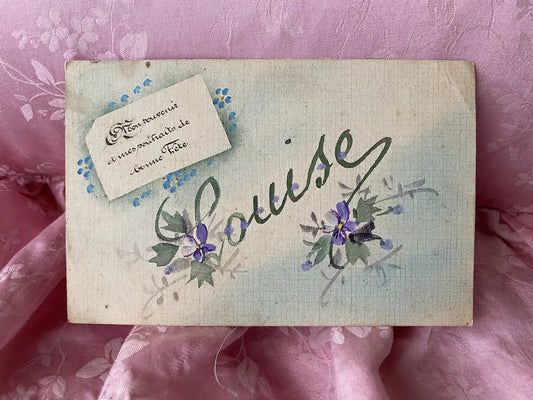 Mon souvenir
et mes souhaits de
bonne Fête
Louise